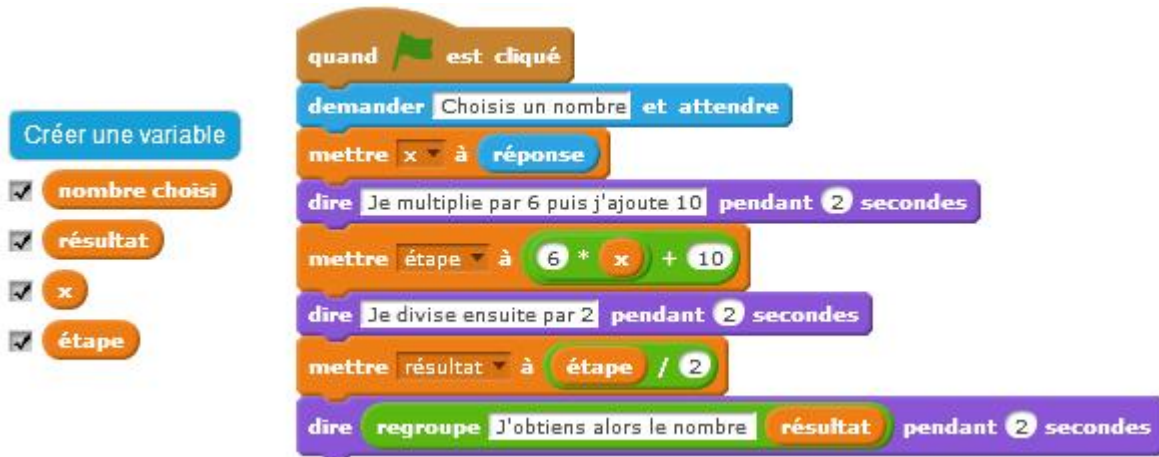 Créer une variable
nombre choisi
résultat
x
étape
quand est cliqué
demander Choisis un nombre et attendre
mettre x à réponse
dire Je multiplie par 6 puis j'ajoute 10 pendant 2 secondes
mettre étape à 6 * x + 10
dire Je divise ensuite par 2 pendant 2 secondes
mettre résultat à étape / 2
dire regroupe J'obtiens alors le nombre résultat pendant 2 secondes